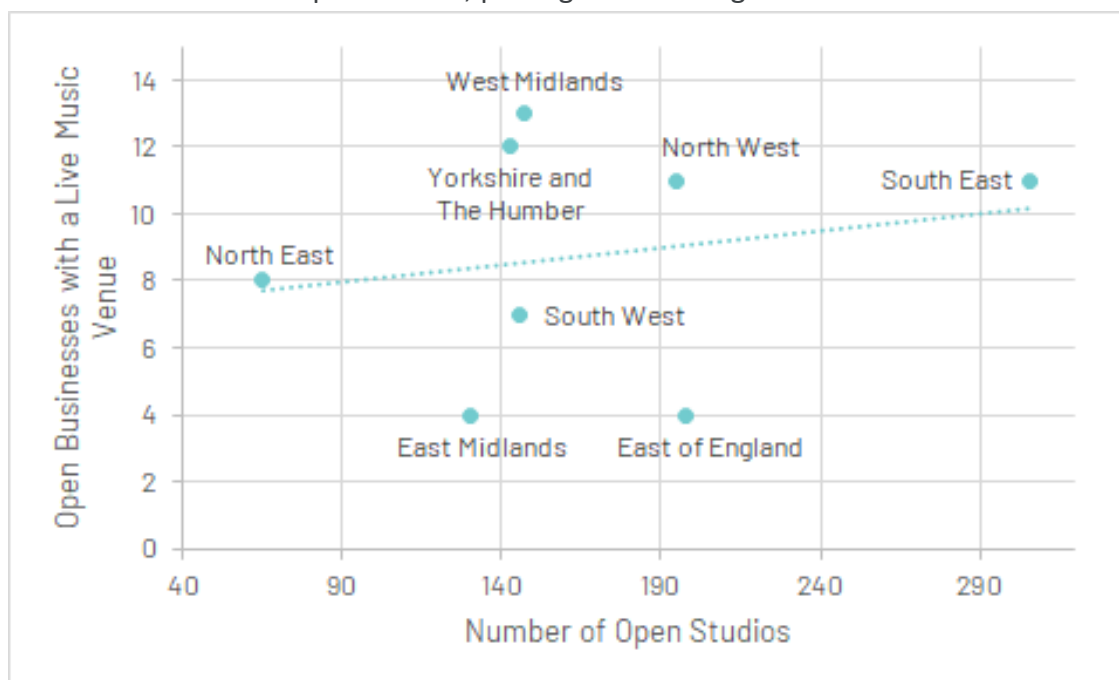 Open Businesses with a Live Music
Venue
14
12
10
8
6
4
2
0
West Midlands
Yorkshire and
The Humber
North West
South East
North East
South West
East Midlands
East of England
40
90
140
190
240
290
Number of Open Studios